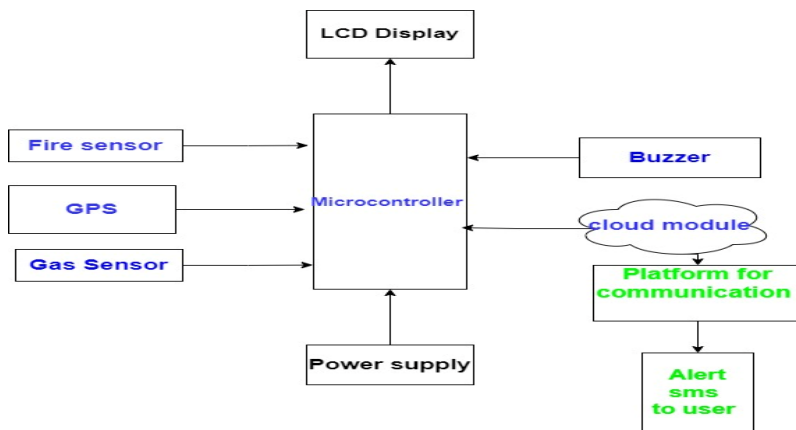 LCD Display
Fire sensor
GPS
Gas Sensor
Microcontroller
Buzzer
cloud module
Platform for
communication
Power supply
Alert
sms
to user